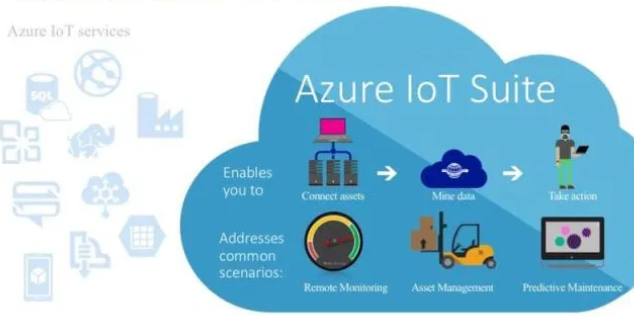 Azure IoT services
SQL
Azure IoT Suite
Enables
you to
Connect assets
Mine data
Take action
Addresses
common
scenarios:
Remote Monitoring
Asset Management
Predictive Maintenance